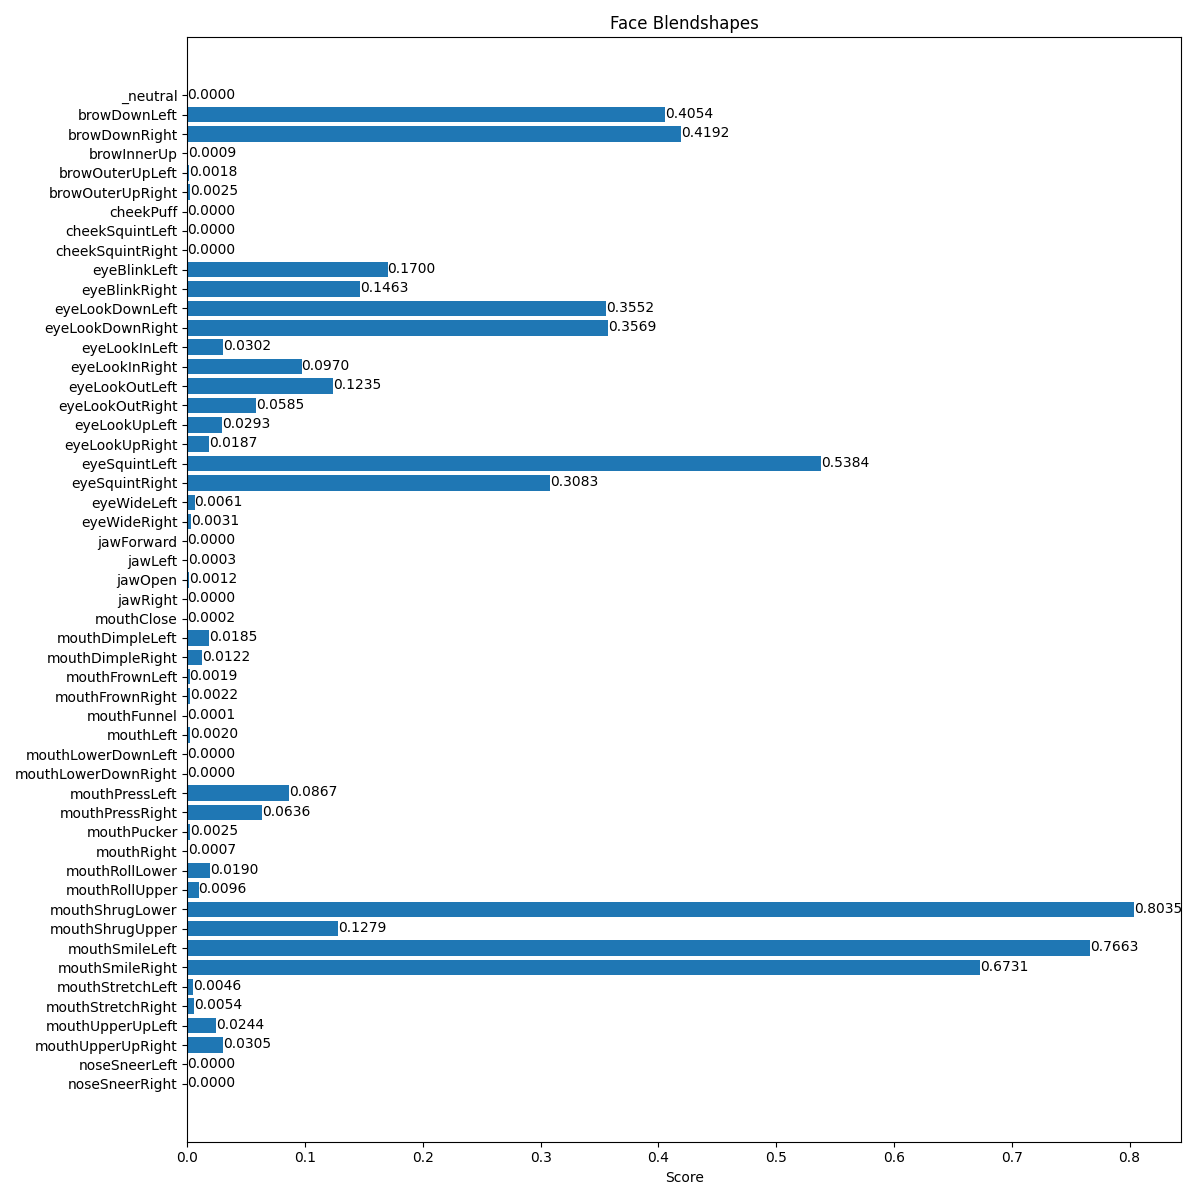 Face Blendshapes
_neutral 0.0000
browDownLeft 0.4054
browDownRight 0.4192
browInnerUp 0.0009
browOuterUpLeft 0.0018
browOuterUpRight 0.0025
cheekPuff 0.0000
cheekSquintLeft 0.0000
cheekSquintRight 0.0000
eyeBlinkLeft 0.1700
eyeBlinkRight 0.1463
eyeLookDownLeft 0.3552
eyeLookDownRight 0.3569
eyeLookInLeft 0.0302
eyeLookInRight 0.0970
eyeLookOutLeft 0.1235
eyeLookOutRight 0.0585
eyeLookUpLeft 0.0293
eyeLookUpRight 0.0187
eyeSquintLeft 0.5384
eyeSquintRight 0.3083
eyeWideLeft 0.0061
eyeWideRight 0.0031
jawForward 0.0000
jawLeft 0.0003
jawOpen 0.0012
jawRight 0.0000
mouthClose 0.0002
mouthDimpleLeft 0.0185
mouthDimpleRight 0.0122
mouthFrownLeft 0.0019
mouthFrownRight 0.0022
mouthFunnel 0.0001
mouthLeft 0.0020
mouthLowerDownLeft 0.0000
mouthLowerDownRight 0.0000
mouthPressLeft 0.0867
mouthPressRight 0.0636
mouthPucker 0.0025
mouthRight 0.0007
mouthRollLower 0.0190
mouthRollUpper 0.0096
mouthShrugLower 0.8035
mouthShrugUpper 0.1279
mouthSmileLeft 0.7663
mouthSmileRight 0.6731
mouthStretchLeft 0.0046
mouthStretchRight 0.0054
mouthUpperUpLeft 0.0244
mouthUpperUpRight 0.0305
noseSneerLeft 0.0000
noseSneerRight 0.0000
0.0 0.1 0.2 0.3 0.4 0.5 0.6 0.7 0.8
Score